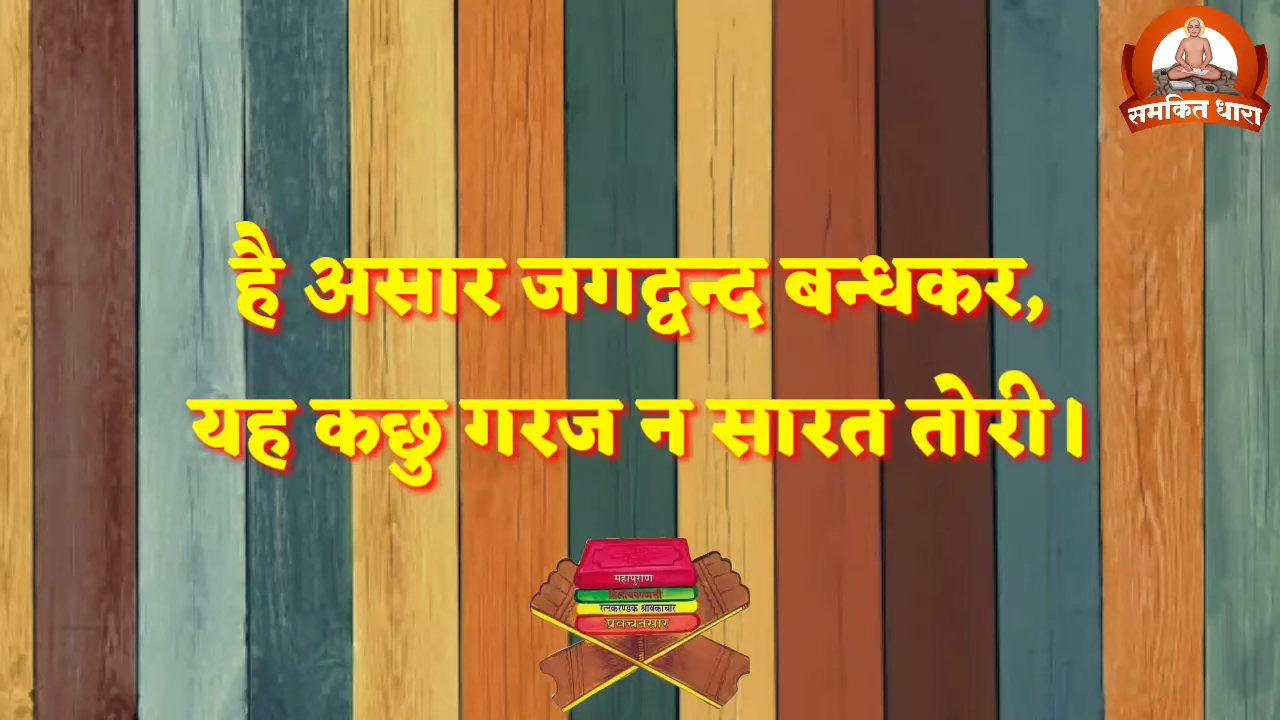 समकित धारा
है असार जगद्वन्द बन्धकर,
यह कछु गरज न सारत तोरी।
महापुराण
रत्नकरण्डक श्रावकाचार
प्रवचनसार